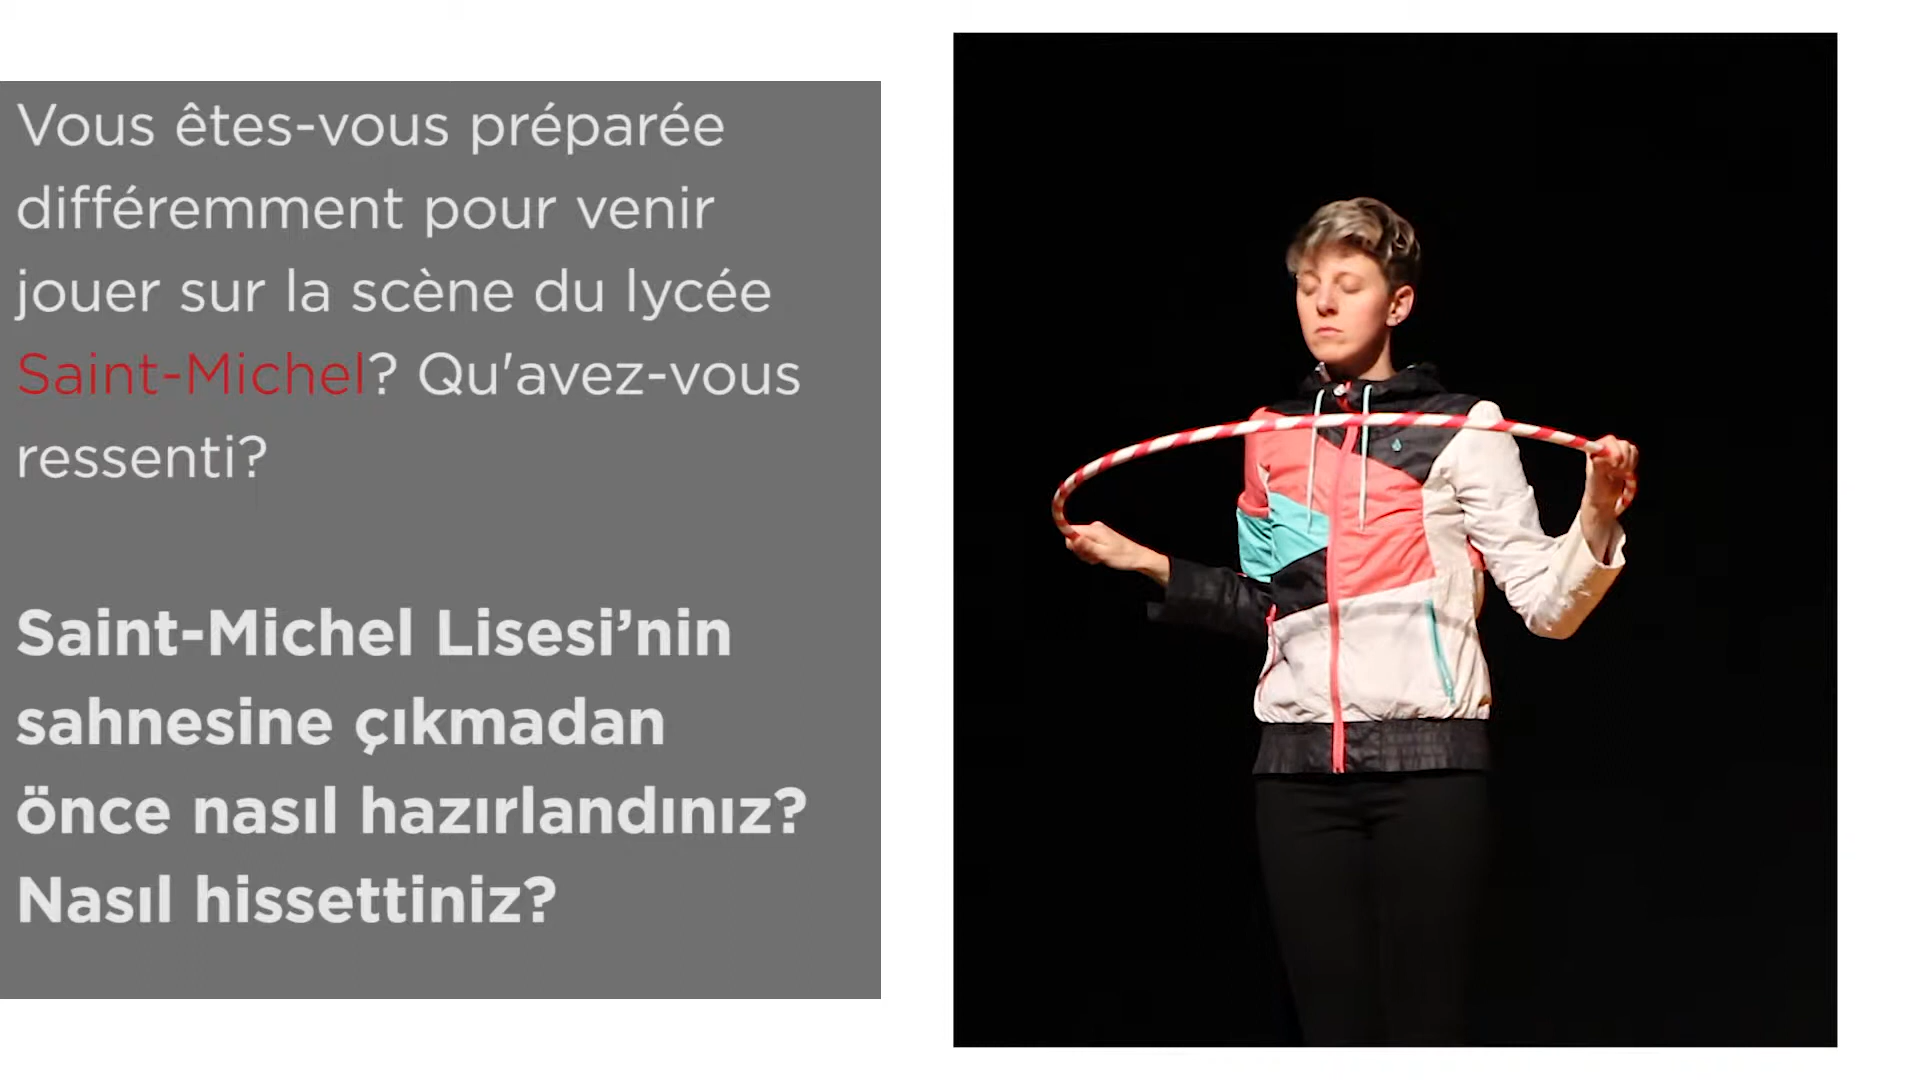 Vous êtes-vous préparée
différemment pour venir
jouer sur la scène du lycée
Saint-Michel? Qu'avez-vous
ressenti?
Saint-Michel Lisesi’nin
sahnesine çıkmadan
önce nasıl hazırlandınız?
Nasıl hissettiniz?